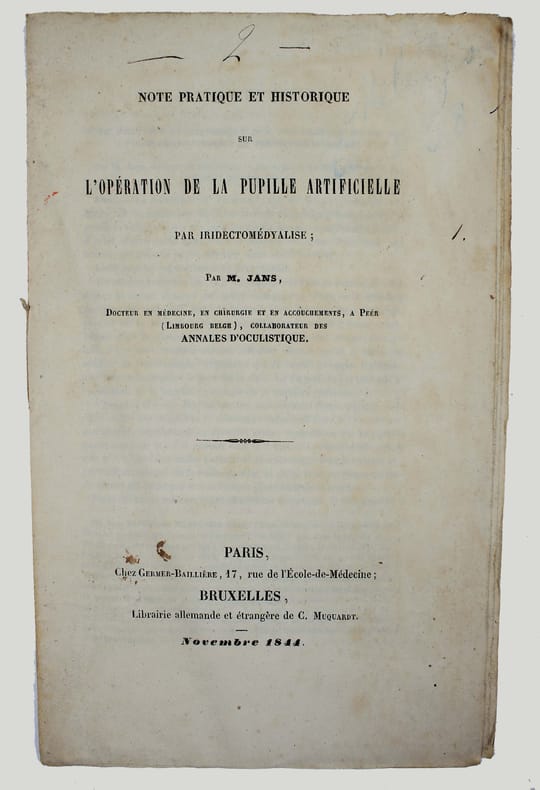 — 2 —
NOTE PRATIQUE ET HISTORIQUE
SUR
L'OPÉRATION DE LA PUPILLE ARTIFICIELLE
PAR IRIDECTOMÉDYALISE ;
1.
PAR M. JANS,
DOCTEUR EN MÉDECINE, EN CHIRURGIE ET EN ACCOUCHEMENTS, A PEÉR
(LIMBOURG BELGE), COLLABORATEUR DES
ANNALES D'OCULISTIQUE.
PARIS,
Chez GERMER-BAILLIÈRE, 17, rue de l'École-de-Médecine ;
BRUXELLES,
Librairie allemande et étrangère de C. MUQUARDT.
Novembre 1844.